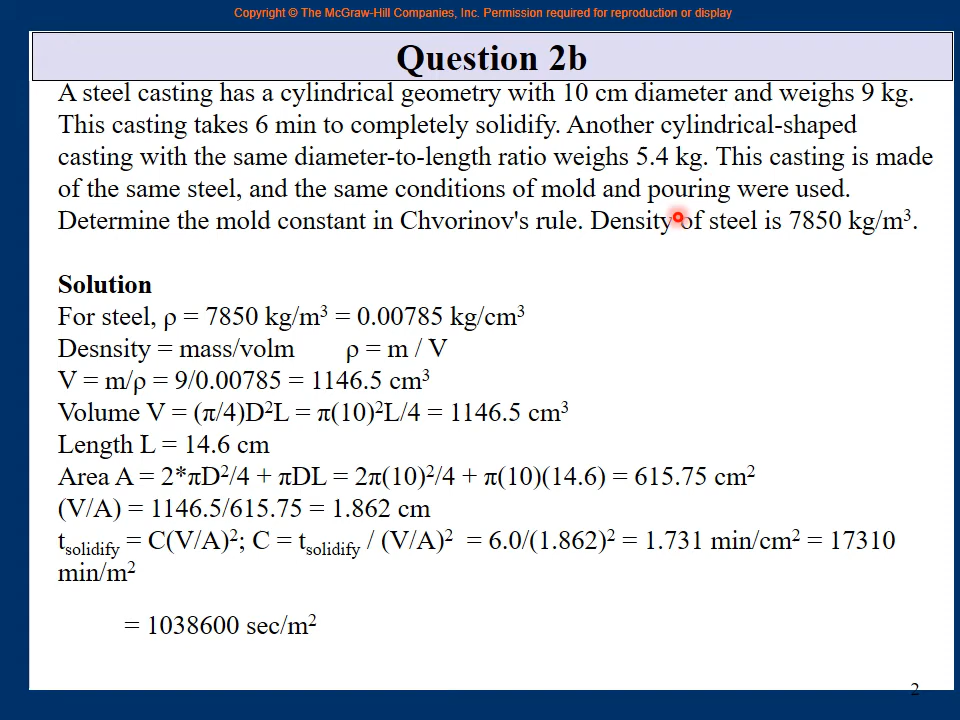 Copyright © The McGraw-Hill Companies, Inc. Permission required for reproduction or display
Question 2b
A steel casting has a cylindrical geometry with 10 cm diameter and weighs 9 kg.
This casting takes 6 min to completely solidify. Another cylindrical-shaped
casting with the same diameter-to-length ratio weighs 5.4 kg. This casting is made
of the same steel, and the same conditions of mold and pouring were used.
Determine the mold constant in Chvorinov's rule. Density of steel is 7850 kg/m³.
Solution
For steel, ρ = 7850 kg/m³ = 0.00785 kg/cm³
Desnsity = mass/volm ρ = m / V
V = m/ρ = 9/0.00785 = 1146.5 cm³
Volume V = (π/4)D²L = π(10)²L/4 = 1146.5 cm³
Length L = 14.6 cm
Area A = 2*πD²/4 + πDL = 2π(10)²/4 + π(10)(14.6) = 615.75 cm²
(V/A) = 1146.5/615.75 = 1.862 cm
tsolidify = C(V/A)²; C = tsolidify / (V/A)² = 6.0/(1.862)² = 1.731 min/cm² = 17310
min/m²
= 1038600 sec/m²
2